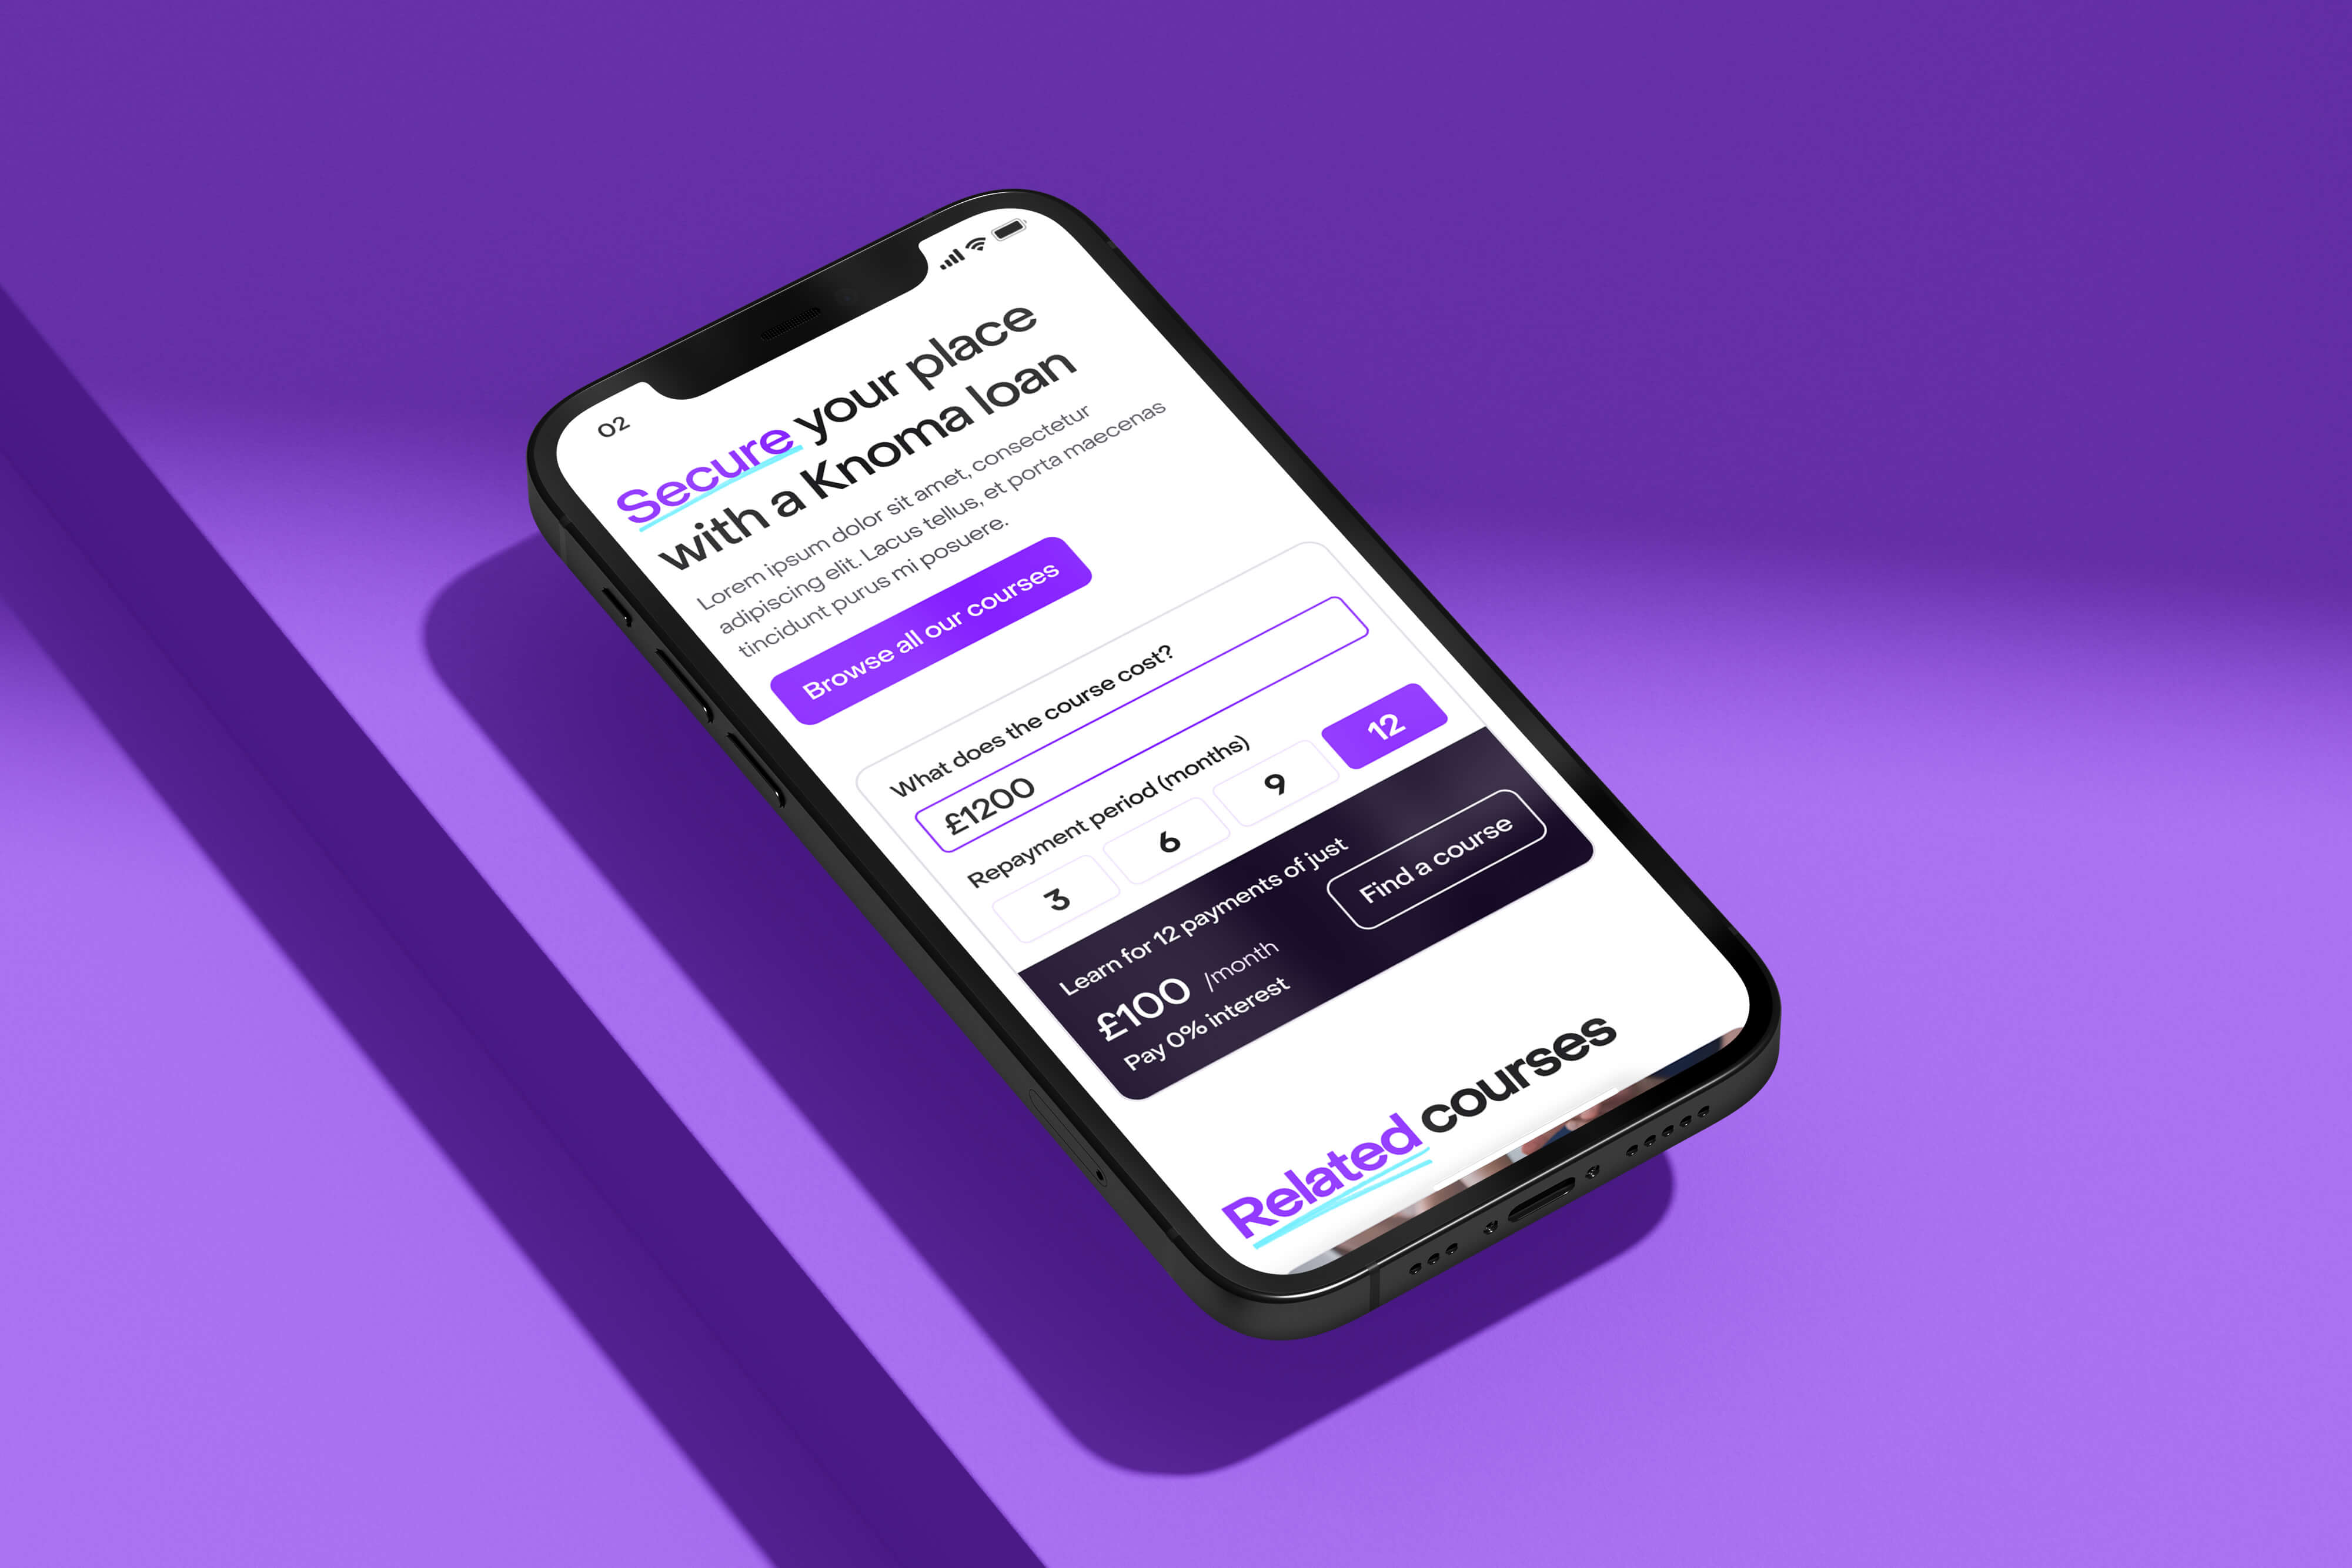 02
Secure your place
with a Knoma loan
Lorem ipsum dolor sit amet, consectetur
adipiscing elit. Lacus tellus, et porta maecenas
tincidunt purus mi posuere.
Browse all our courses
What does the course cost?
£1200
Repayment period (months)
3 6 9 12
Learn for 12 payments of just
£100 /month
Pay 0% interest
Find a course
Related courses